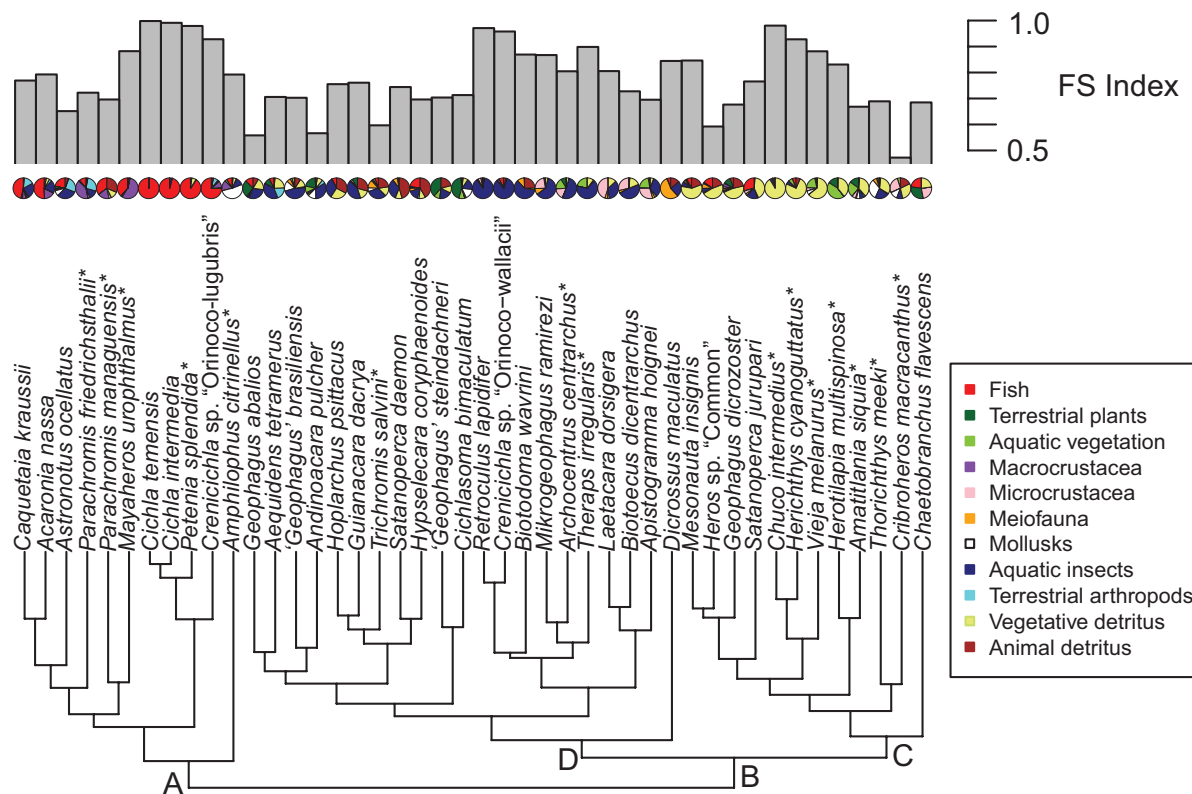 1.0
FS Index
0.5
Caquetaia kraussii
Acaronia nassa
Astronotus ocellatus
Parachromis friedrichsthalii*
Parachromis managuensis*
Mayaheros urophthalmus*
Cichla temensis
Cichla intermedia
Petenia splendida*
Crenicichla sp. “Orinoco-lugubris”
Amphilophus citrinellus*
Geophagus abalios
Aequidens tetramerus
‘Geophagus’ brasiliensis
Andinoacara pulcher
Hoplarchus psittacus
Guianacara dacrya
Trichromis salvini*
Satanoperca daemon
Hypselecara coryphaenoides
‘Geophagus’ steindachneri
Cichlasoma bimaculatum
Retroculus lapidifer
Crenicichla sp. “Orinoco−wallacii”
Biotodoma wavrini
Mikrogeophagus ramirezi
Archocentrus centrarchus*
Theraps irregularis*
Laetacara dorsigera
Biotoecus dicentrarchus
Apistogramma hoignei
Dicrossus maculatus
Mesonauta insignis
Heros sp. “Common”
Geophagus dicrozoster
Satanoperca jurupari
Chuco intermedius*
Herichthys cyanoguttatus*
Vieja melanurus*
Herotilapia multispinosa*
Amatitlania siquia*
Thorichthys meeki*
Cribroheros macracanthus*
Chaetobranchus flavescens
Fish
Terrestrial plants
Aquatic vegetation
Macrocrustacea
Microcrustacea
Meiofauna
Mollusks
Aquatic insects
Terrestrial arthropods
Vegetative detritus
Animal detritus
A
D
B
C